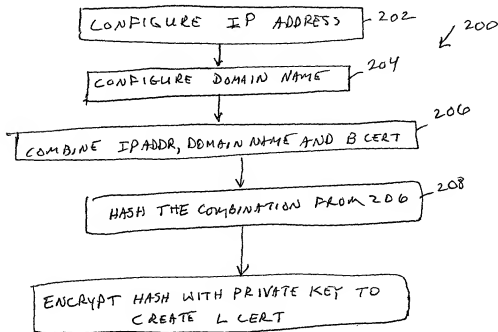 CONFIGURE IP ADDRESS
202
200
CONFIGURE DOMAIN NAME
204
206
COMBINE IPADDR, DOMAIN NAME AND B CERT
208
HASH THE COMBINATION FROM 206
ENCRYPT HASH WITH PRIVATE KEY TO
CREATE L CERT